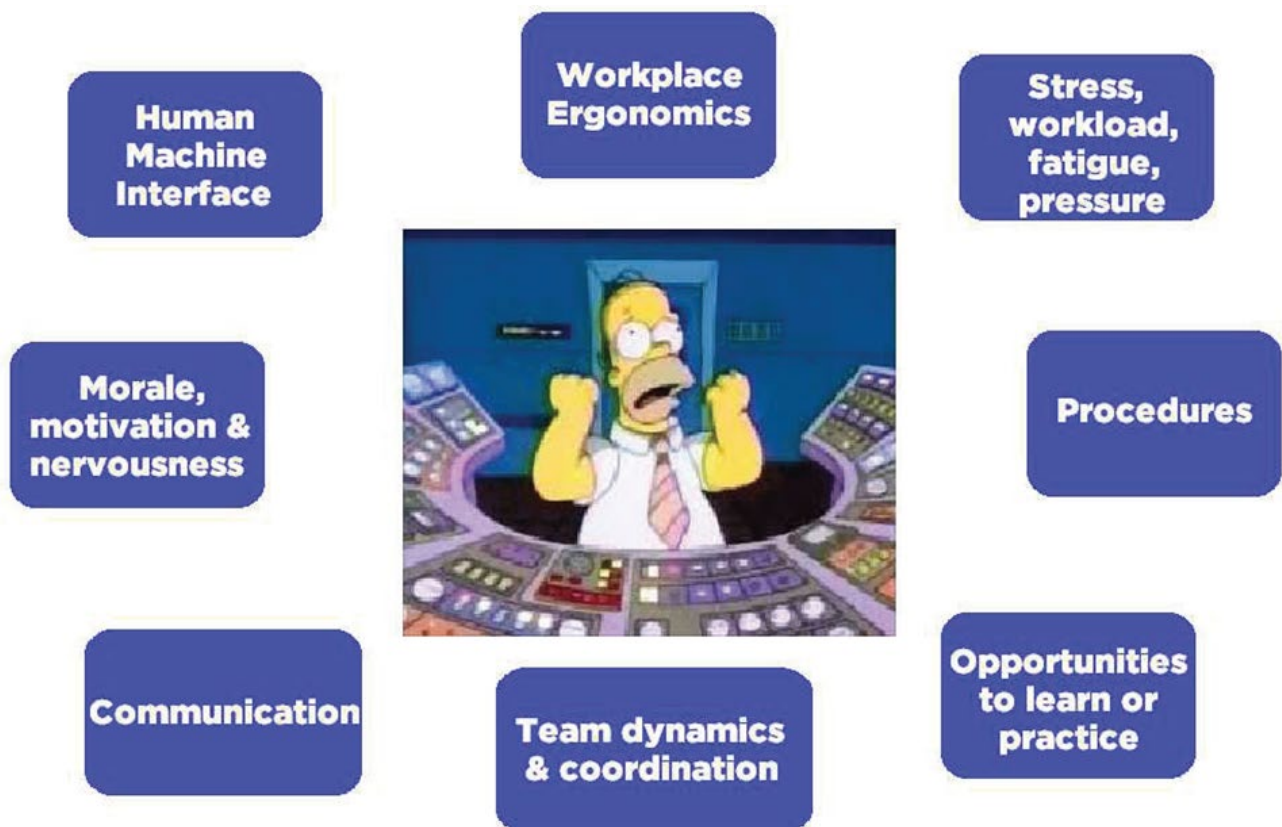 Workplace
Ergonomics
Human
Machine
Interface
Stress,
workload,
fatigue,
pressure
Morale,
motivation &
nervousness
Procedures
Communication
Team dynamics
& coordination
Opportunities
to learn or
practice